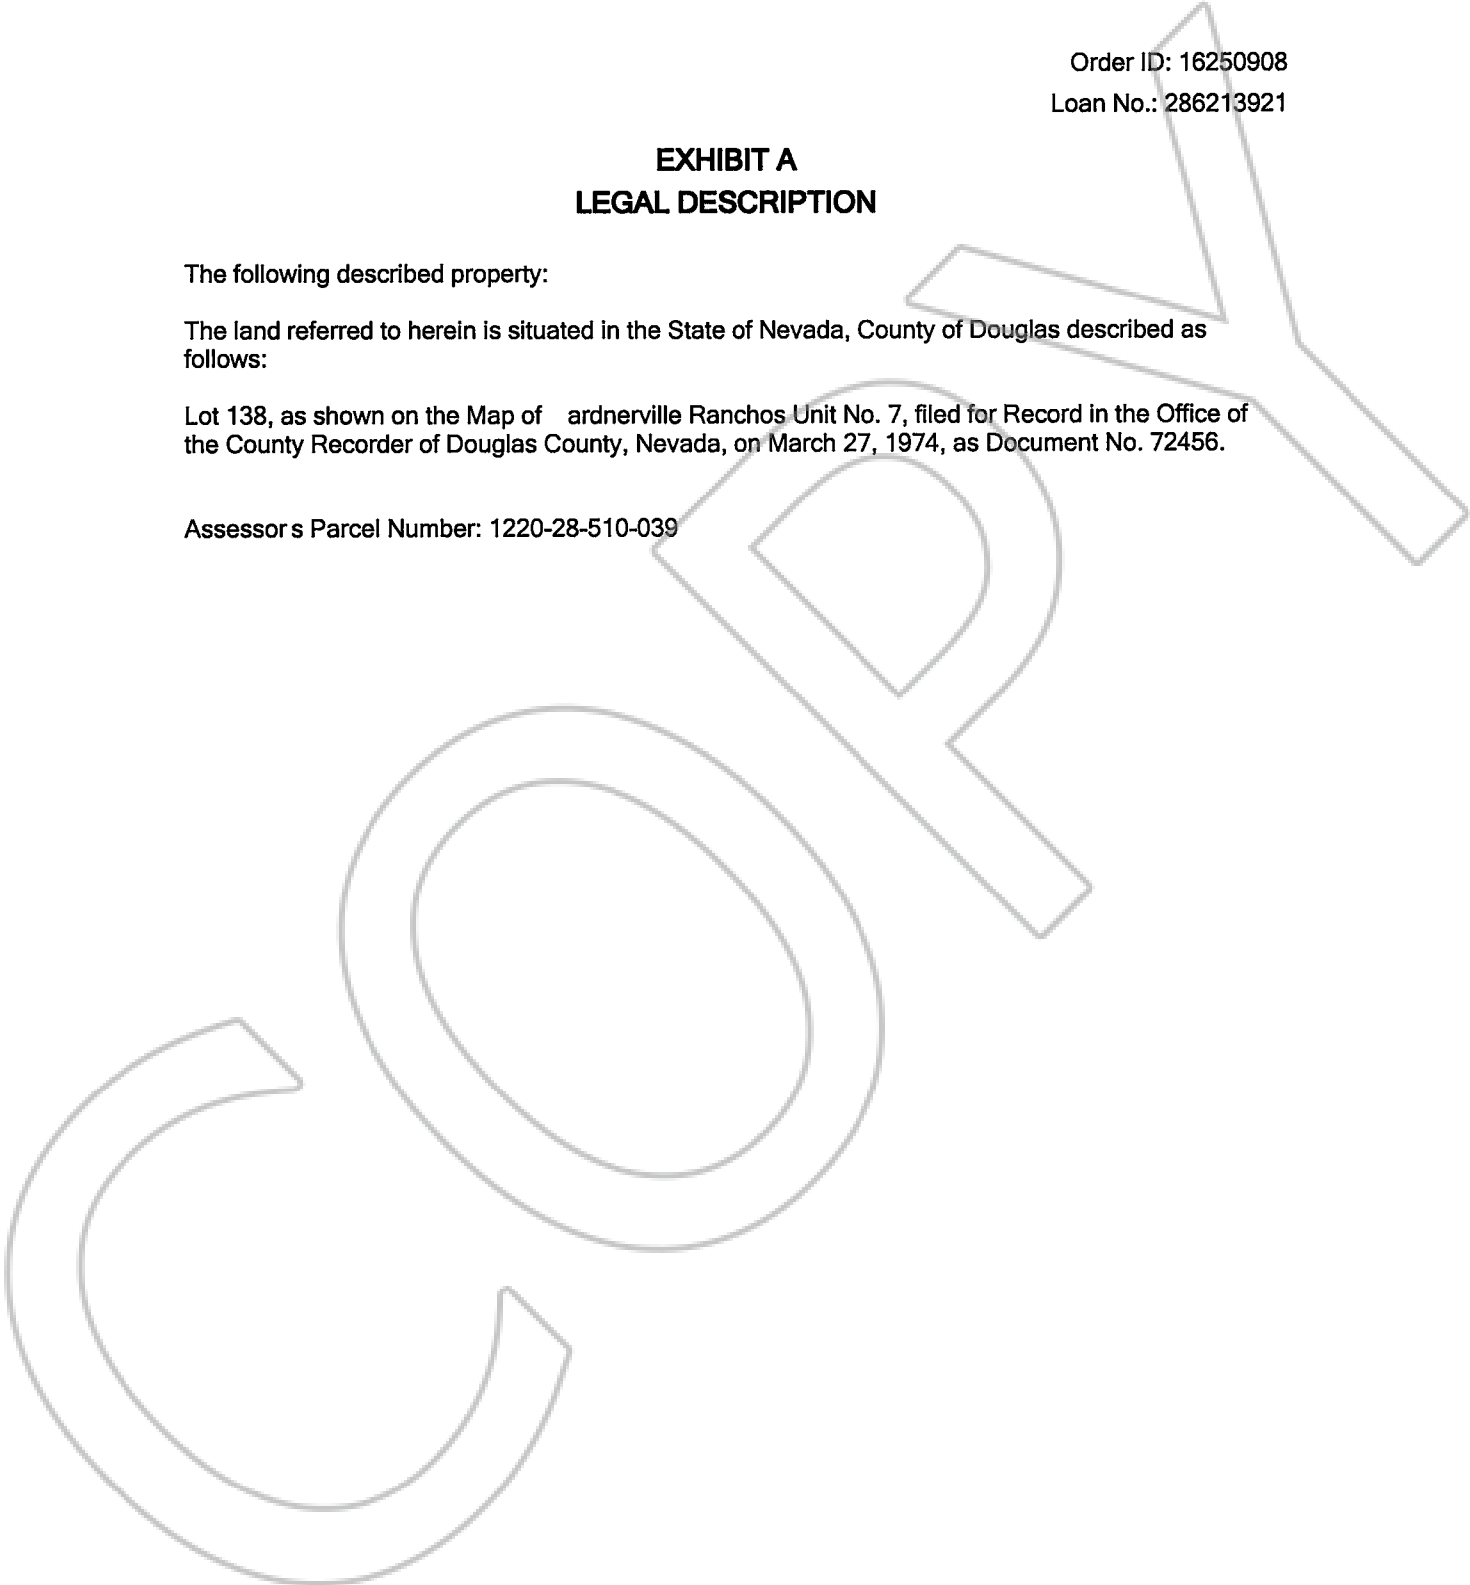 Order ID: 16250908
Loan No.: 286213921
EXHIBIT A
LEGAL DESCRIPTION
The following described property:
The land referred to herein is situated in the State of Nevada, County of Douglas described as
follows:
Lot 138, as shown on the Map of ardnerville Ranchos Unit No. 7, filed for Record in the Office of
the County Recorder of Douglas County, Nevada, on March 27, 1974, as Document No. 72456.
Assessor s Parcel Number: 1220-28-510-039
COPY